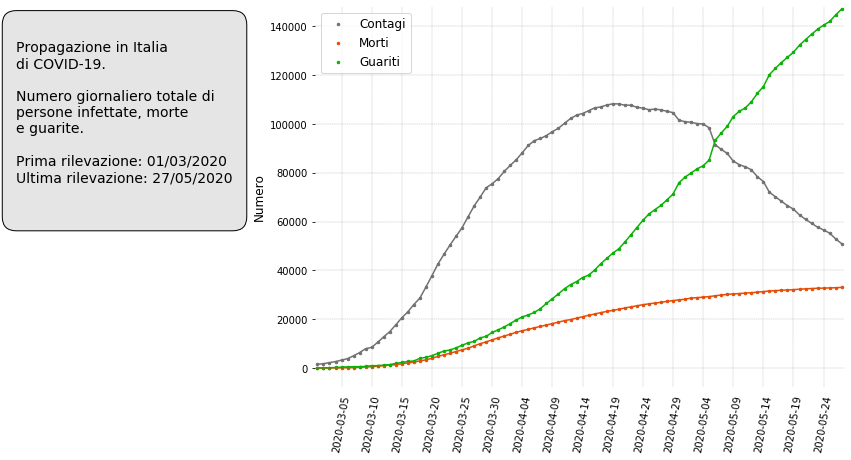 Propagazione in Italia
di COVID-19.
Numero giornaliero totale di
persone infettate, morte
e guarite.
Prima rilevazione: 01/03/2020
Ultima rilevazione: 27/05/2020
Contagi
Morti
Guariti
Numero
140000
120000
100000
80000
60000
40000
20000
0
2020-03-05
2020-03-10
2020-03-15
2020-03-20
2020-03-25
2020-03-30
2020-04-04
2020-04-09
2020-04-14
2020-04-19
2020-04-24
2020-04-29
2020-05-04
2020-05-09
2020-05-14
2020-05-19
2020-05-24